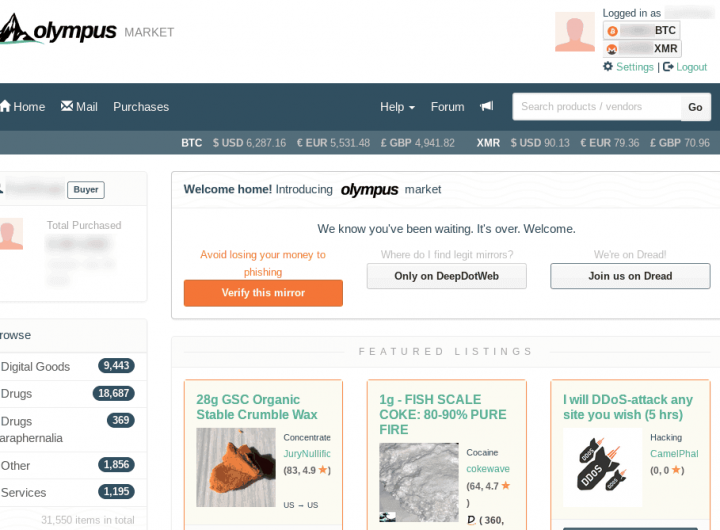 olympus MARKET
Logged in as
BTC
XMR
Settings | Logout
Home Mail Purchases Help Forum Search products / vendors Go
BTC $ USD 6,287.16 € EUR 5,531.48 £ GBP 4,941.82 XMR $ USD 90.13 € EUR 79.36 £ GBP 70.96
Buyer
Total Purchased
rowse
Digital Goods 9,443
Drugs 18,687
Drugs 369
araphernalia
Other 1,856
Services 1,195
31,550 items in total
Welcome home! Introducing olympus market
We know you've been waiting. It's over. Welcome.
Avoid losing your money to
phishing
Verify this mirror
Where do I find legit mirrors?
Only on DeepDotWeb
We're on Dread!
Join us on Dread
FEATURED LISTINGS
28g GSC Organic
Stable Crumble Wax
Concentrate
JuryNullific
(83, 4.9 ★)
US → US
1g - FISH SCALE
COKE: 80-90% PURE
FIRE
Cocaine
cokewave
(64, 4.7 ★
)
( 360,
I will DDoS-attack any
site you wish (5 hrs)
DDOS
DDOS
DDOS
Hacking
CamelPhal
(0, 0 ★)